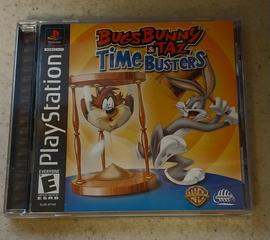 BUGS BUNNY
& TAZ
TIME BUSTERS
PlayStation
EVERYONE
E
ESRB